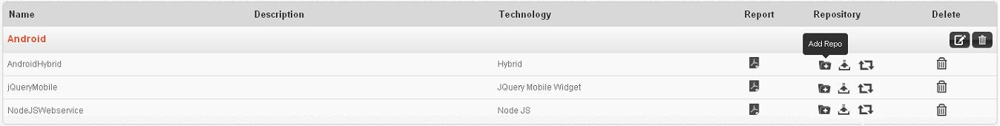 Name Description Technology Report Repository Delete
Android
Add Repo
AndroidHybrid Hybrid
jQueryMobile JQuery Mobile Widget
NodeJSWebservice Node JS